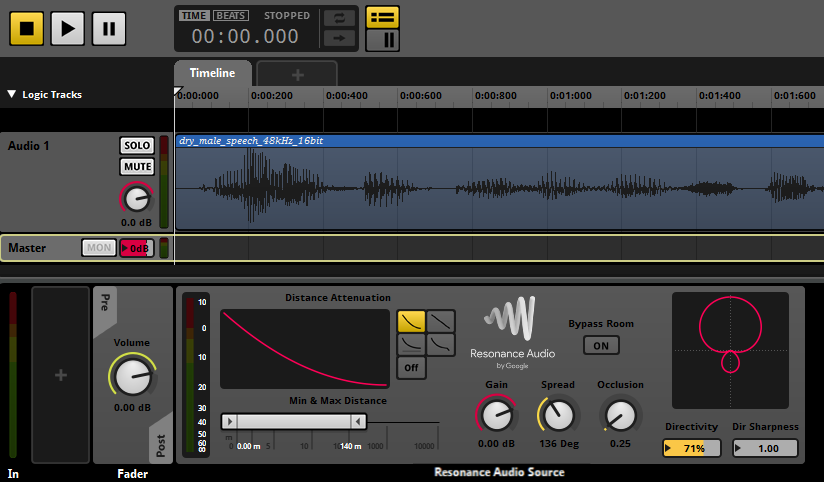 TIME BEATS STOPPED
00:00.000
Timeline
+
Logic Tracks
0:00:000 0:00:200 0:00:400 0:00:600 0:00:800 0:01:000 0:01:200 0:01:400 0:01:600
Audio 1
SOLO
MUTE
0.0 dB
dry_male_speech_48kHz_16bit
Master
MON
0dB
In
+
Pre
Volume
0.00 dB
Post
Fader
10
0
10
20
30
40
50
60
∞
Distance Attenuation
Off
Min & Max Distance
m
0 0.00 m 5 10 140 m 1000 10000
Resonance Audio
by Google
Bypass Room
ON
Gain
0.00 dB
Spread
136 Deg
Occlusion
0.25
Directivity
71%
Dir Sharpness
1.00
Resonance Audio Source